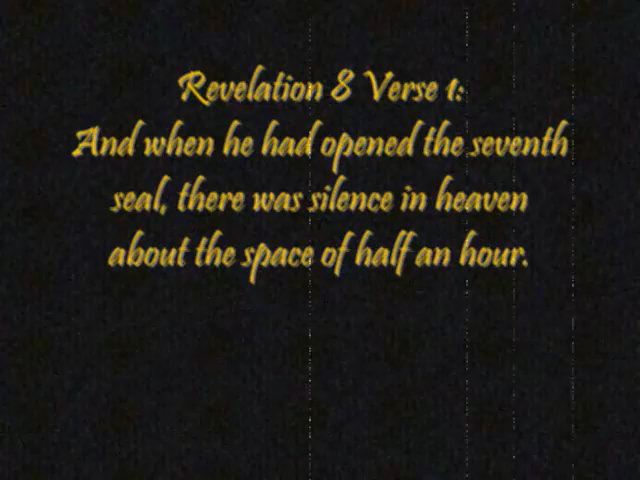 Revelation 8 Verse 1:
And when he had opened the seventh
seal, there was silence in heaven
about the space of half an hour.